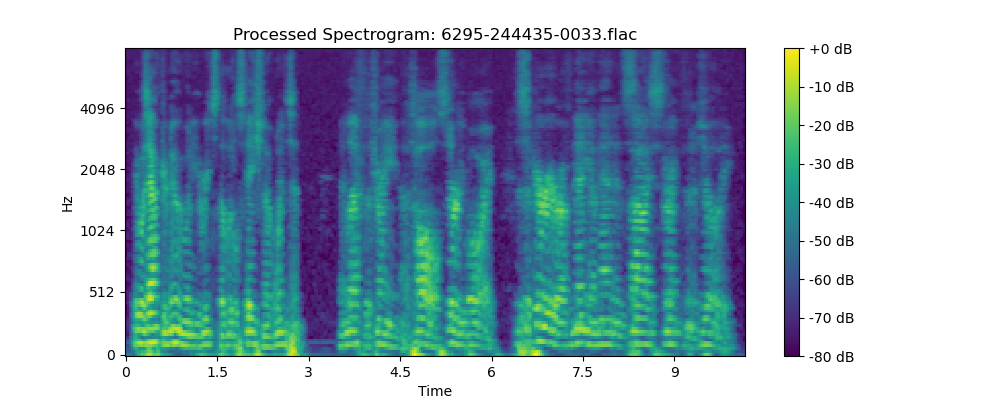 Processed Spectrogram: 6295-244435-0033.flac
Hz
4096
2048
1024
512
0
0 1.5 3 4.5 6 7.5 9
Time
+0 dB
-10 dB
-20 dB
-30 dB
-40 dB
-50 dB
-60 dB
-70 dB
-80 dB